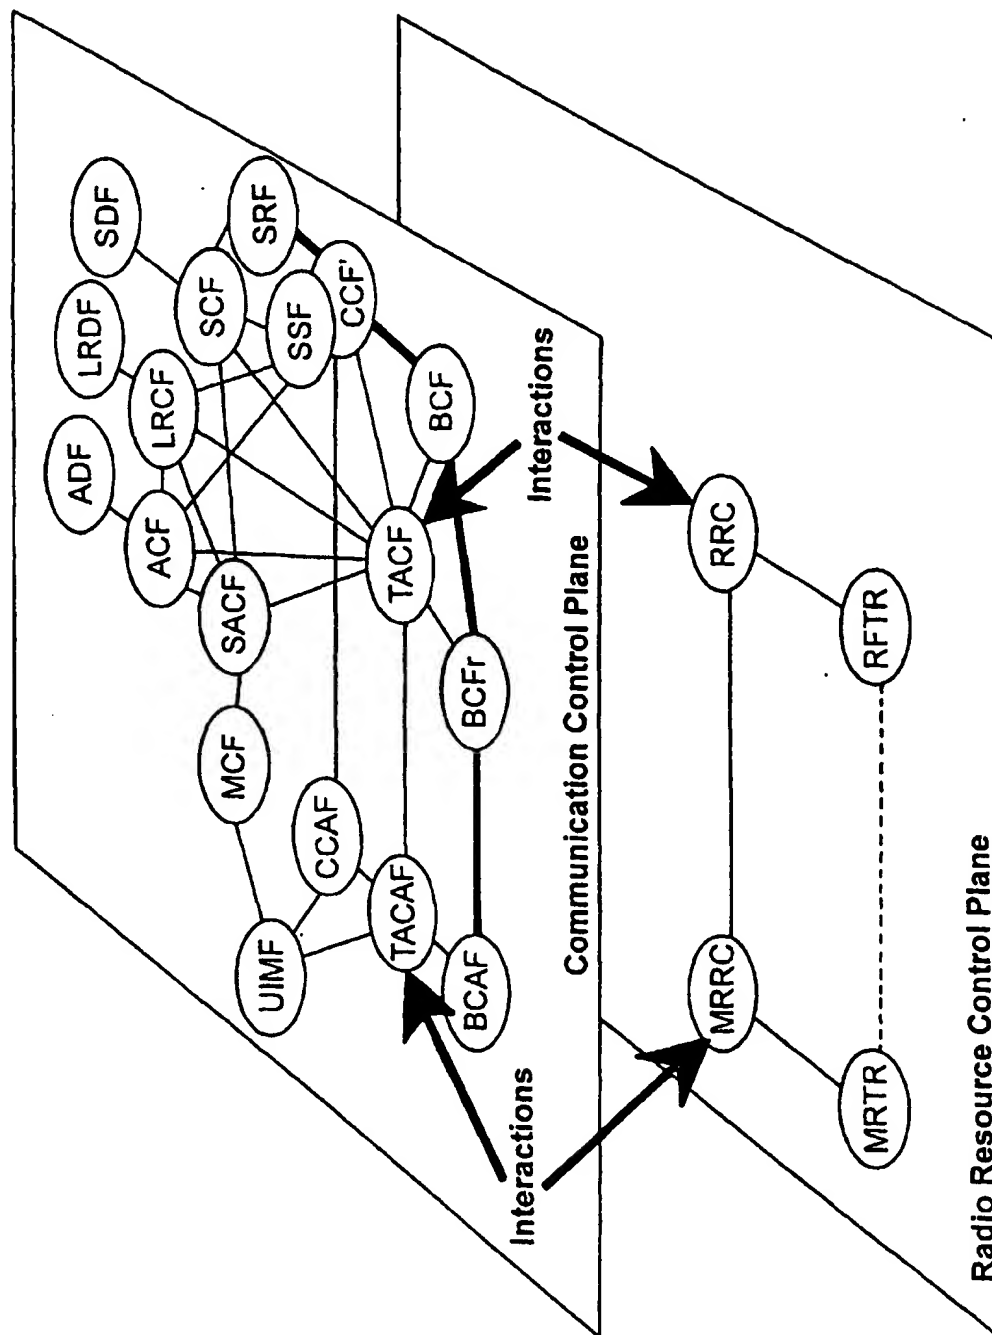 SDF
LRDF
ADF
SRF
SCF
LRCF
ACF
SSF
CCF'
SACF
MCF
BCF
TACF
CCAF
UIMF
TACAF
BCFr
BCAF
Interactions
Interactions
Communication Control Plane
RRC
MRRC
RFTR
MRTR
Radio Resource Control Plane